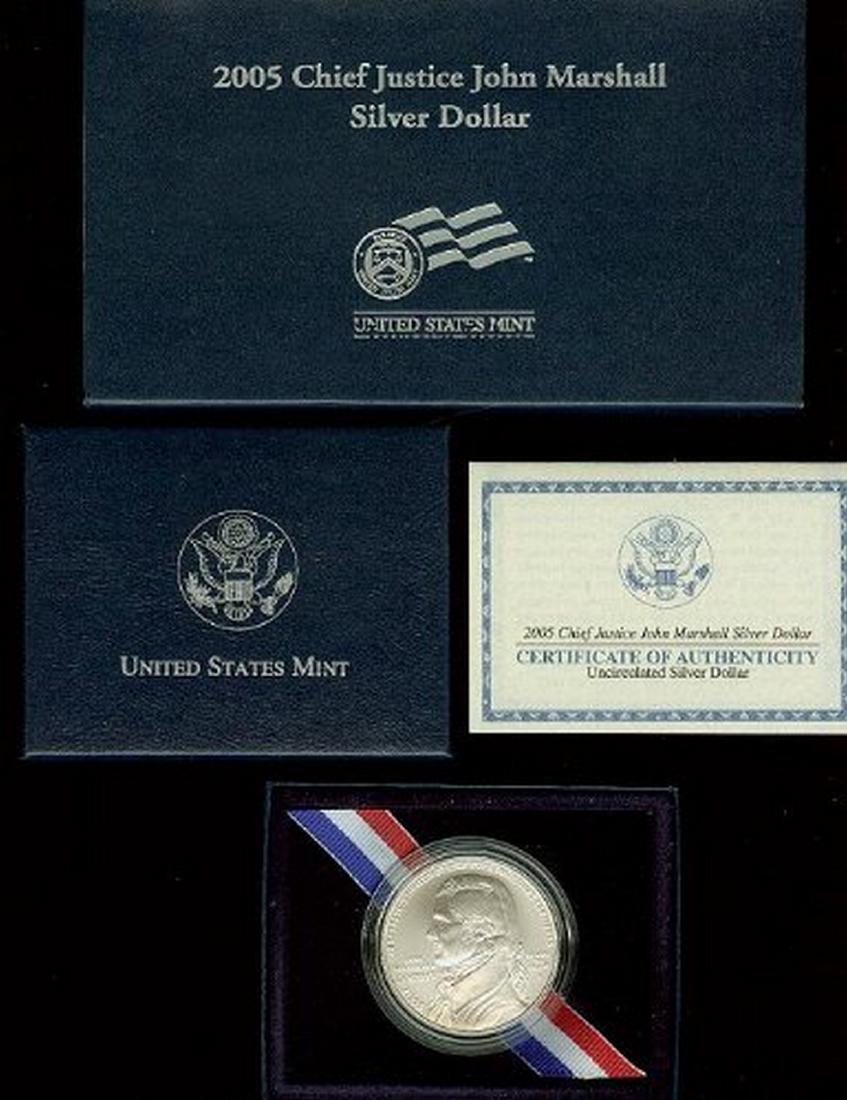 2005 Chief Justice John Marshall
Silver Dollar
UNITED STATES MINT
UNITED STATES MINT
2005 Chief Justice John Marshall Silver Dollar
CERTIFICATE OF AUTHENTICITY
Uncirculated Silver Dollar